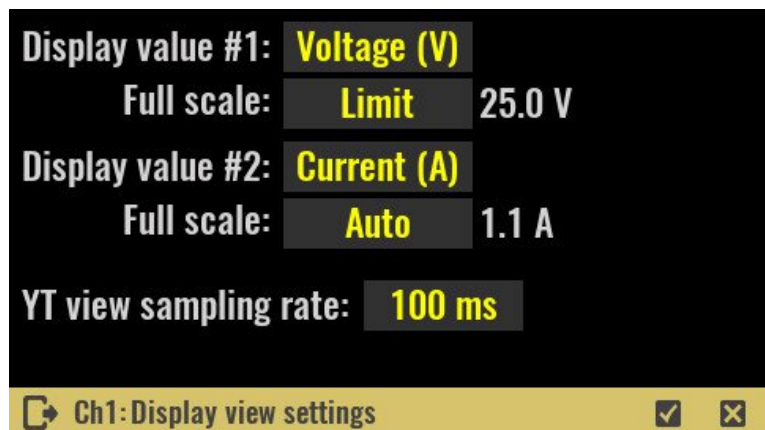 Display value #1: Voltage (V)
Full scale: Limit 25.0 V
Display value #2: Current (A)
Full scale: Auto 1.1 A
YT view sampling rate: 100 ms
Ch1: Display view settings